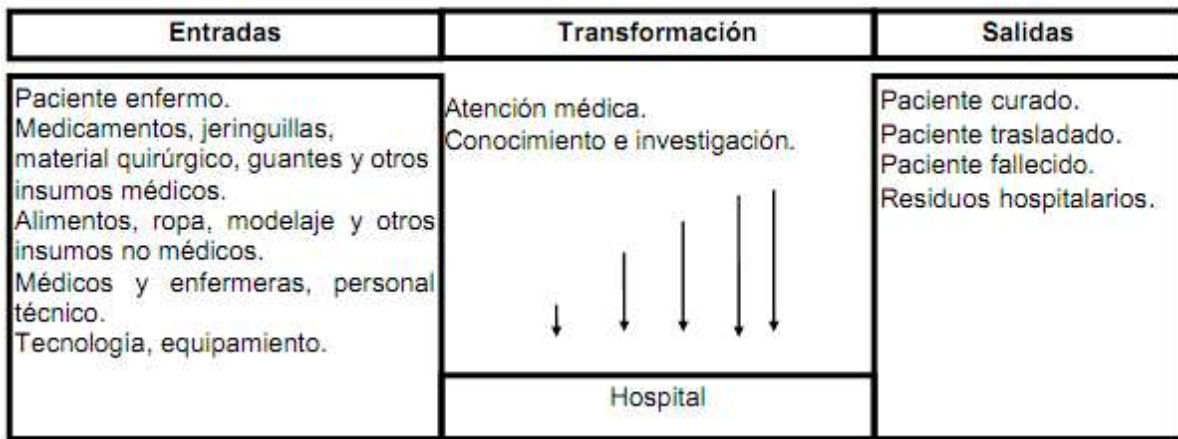 Entradas
Transformación
Salidas
Paciente enfermo.
Medicamentos, jeringuillas,
material quirúrgico, guantes y otros
insumos médicos.
Alimentos, ropa, modelaje y otros
insumos no médicos.
Médicos y enfermeras, personal
técnico.
Tecnología, equipamiento.
Atención médica.
Conocimiento e investigación.
Hospital
Paciente curado.
Paciente trasladado.
Paciente fallecido.
Residuos hospitalarios.